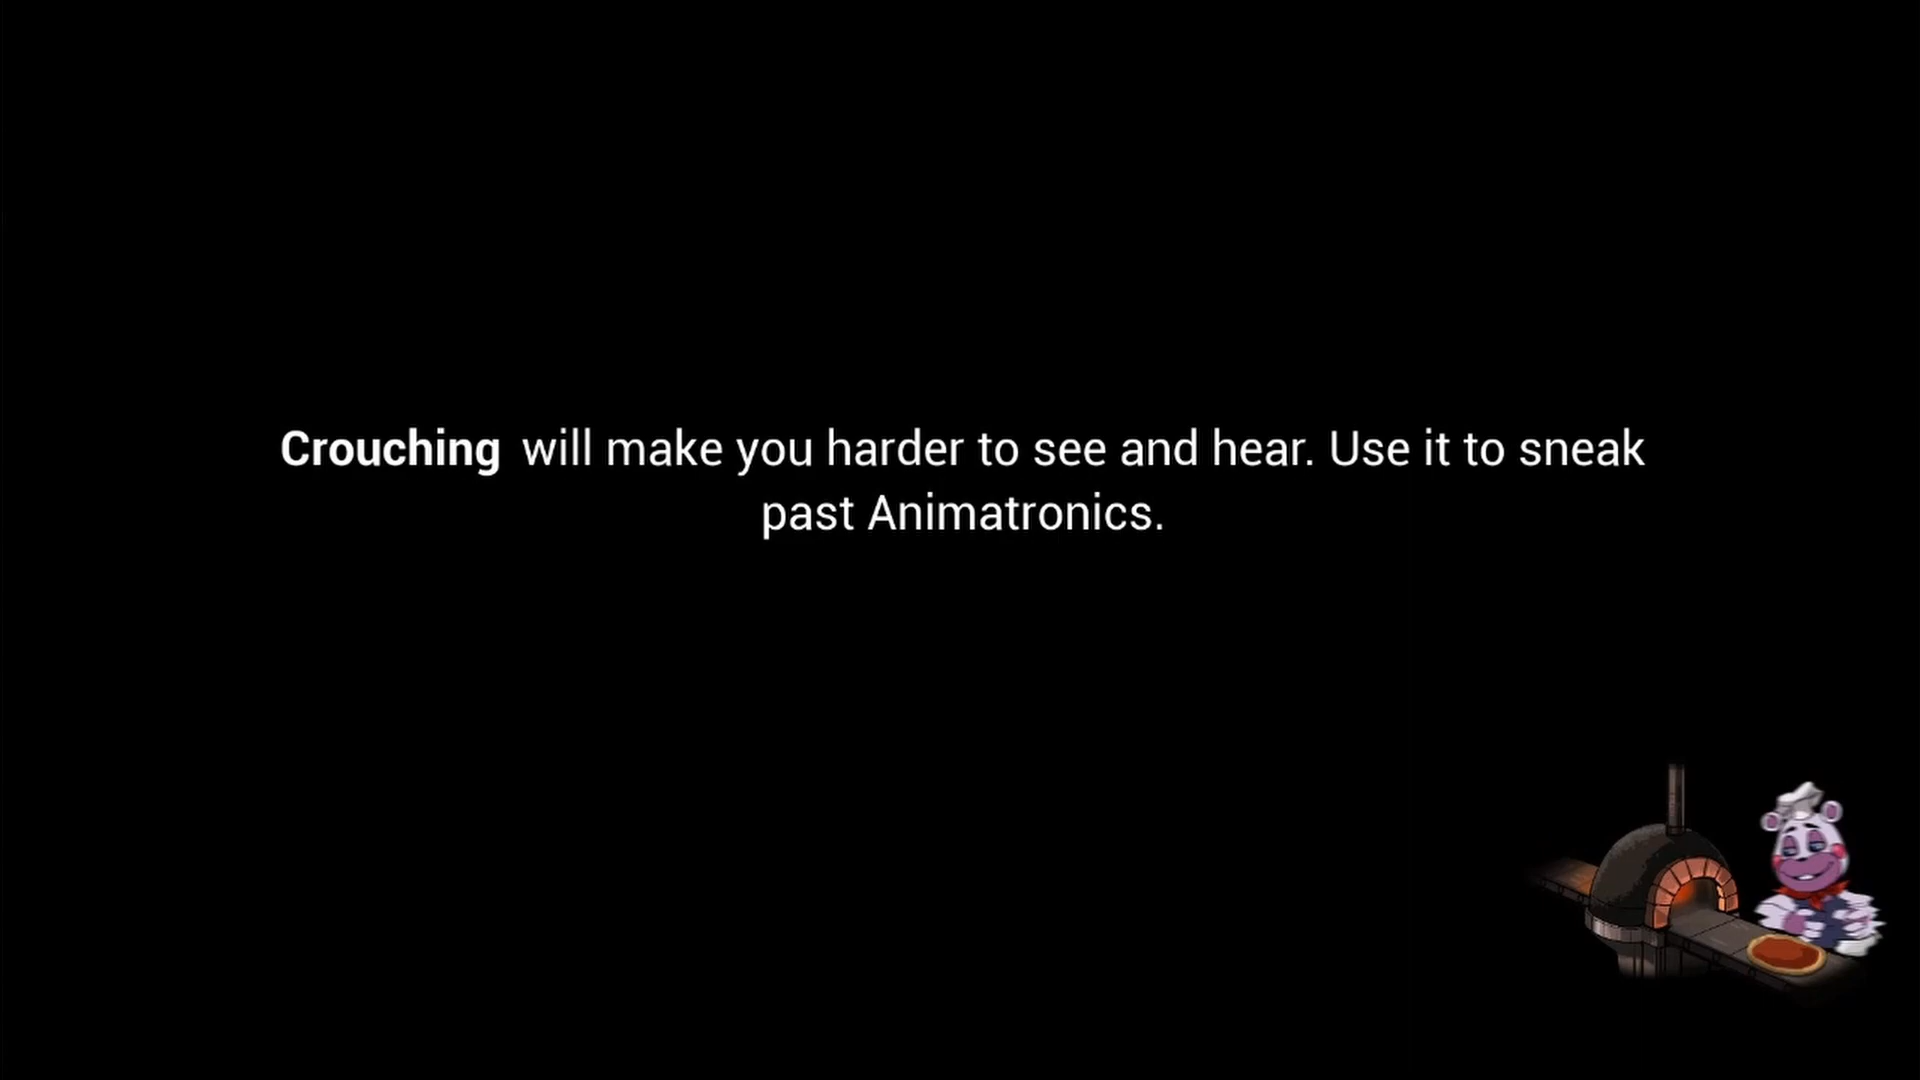 Crouching will make you harder to see and hear. Use it to sneak
past Animatronics.